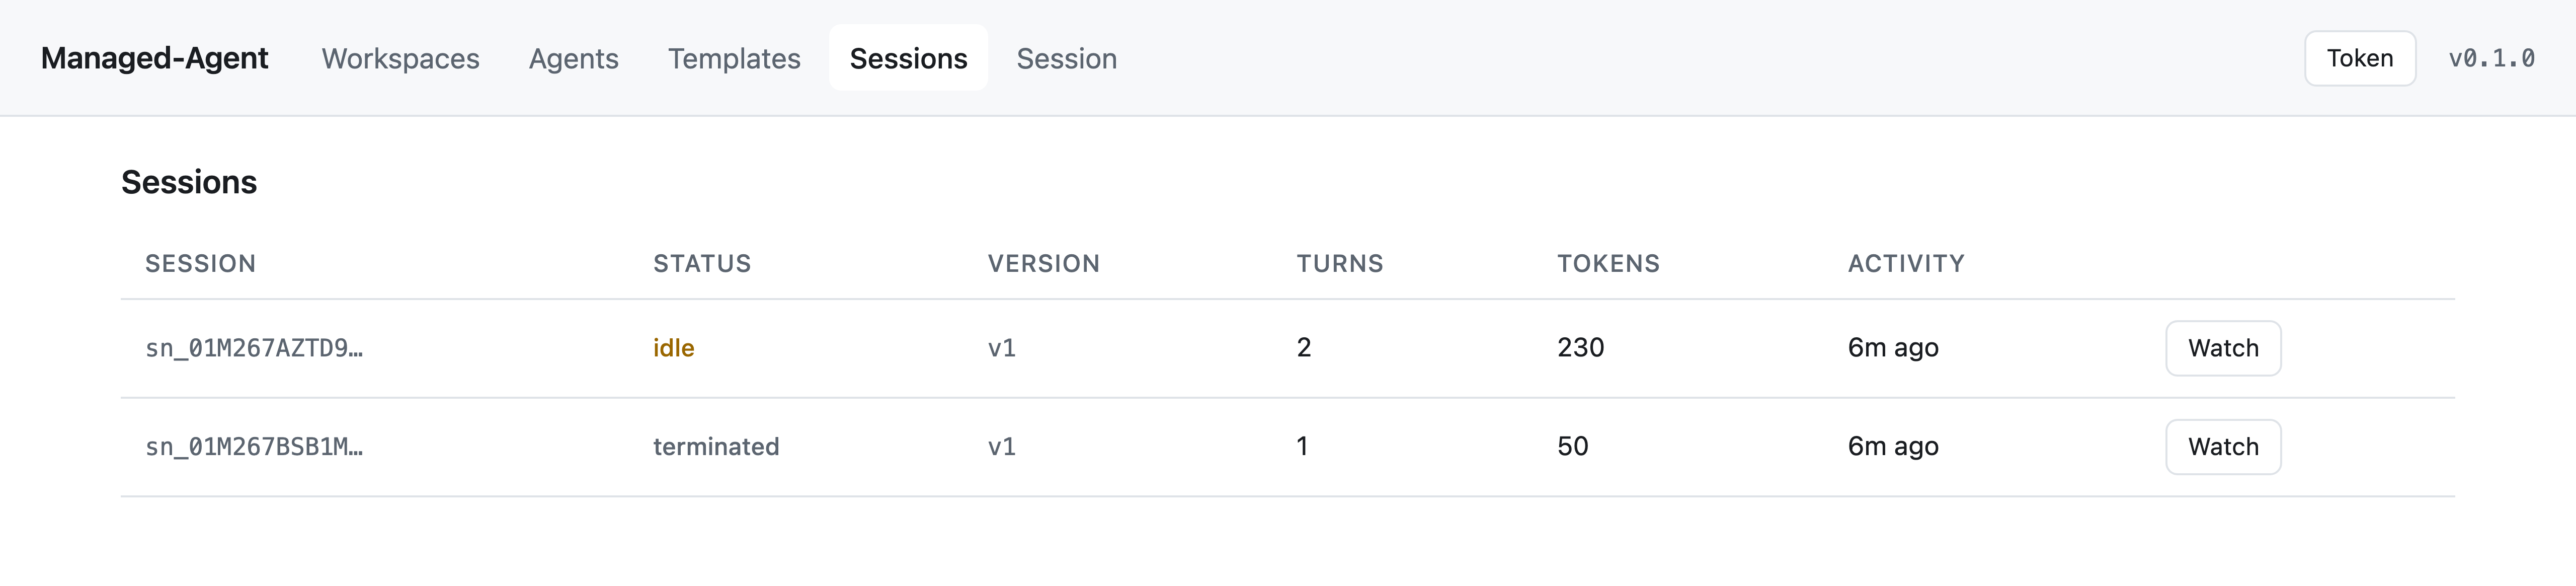 Managed-Agent Workspaces Agents Templates Sessions Session Token v0.1.0
Sessions
SESSION STATUS VERSION TURNS TOKENS ACTIVITY
sn_01M267AZTD9… idle v1 2 230 6m ago Watch
sn_01M267BSB1M… terminated v1 1 50 6m ago Watch